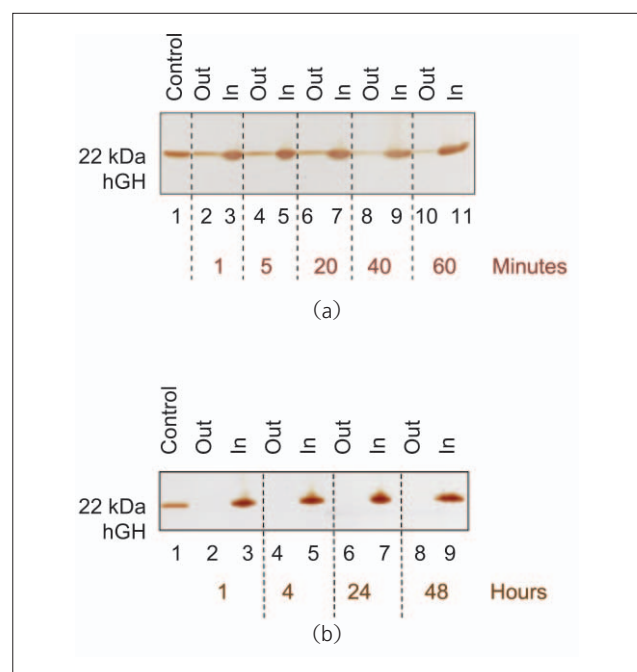 Control Out In Out In Out In Out In Out In
22 kDa
hGH
1 2 3 4 5 6 7 8 9 10 11
1 5 20 40 60 Minutes
(a)
Control Out In Out In Out In Out In
22 kDa
hGH
1 2 3 4 5 6 7 8 9
1 4 24 48 Hours
(b)